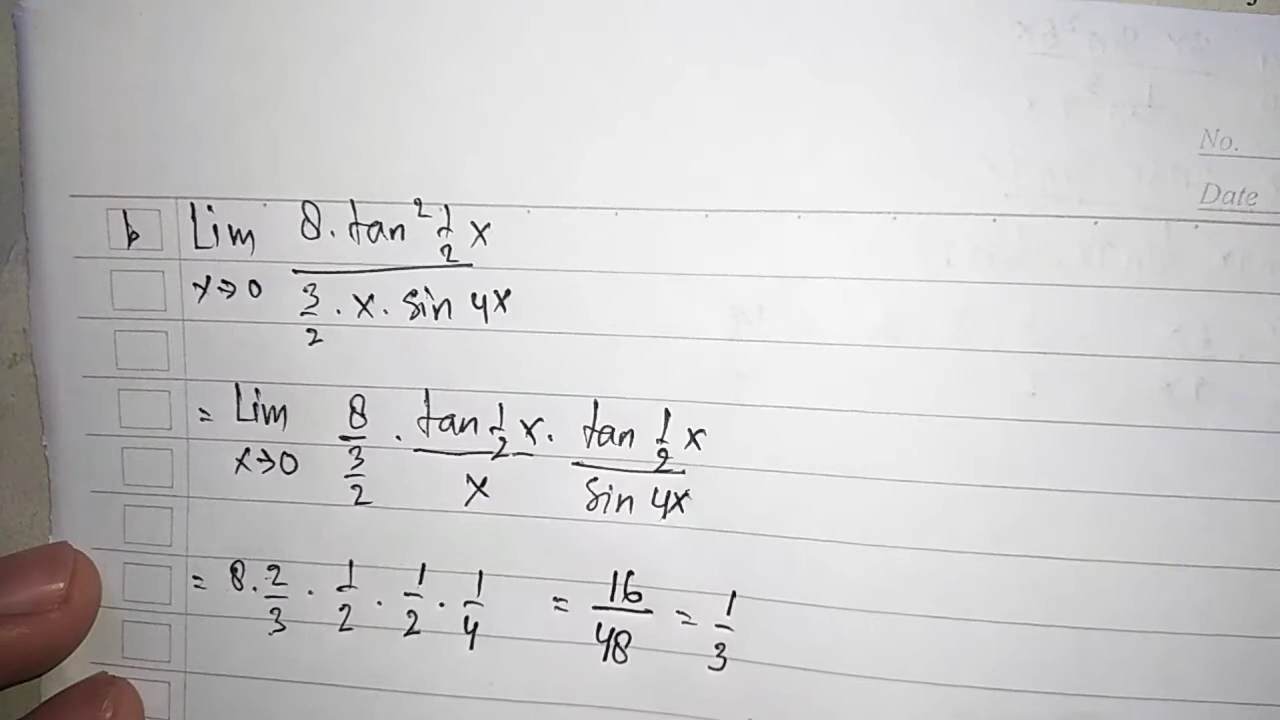 No.
Date
b Lim 8. tan² 1/2 x
x→0 3/2 . x. sin 4x
= Lim 8/(3/2) . tan 1/2 x/x . tan 1/2 x/sin 4x
x→0
= 8. 2/3 . 1/2 . 1/2 . 1/4 = 16/48 = 1/3